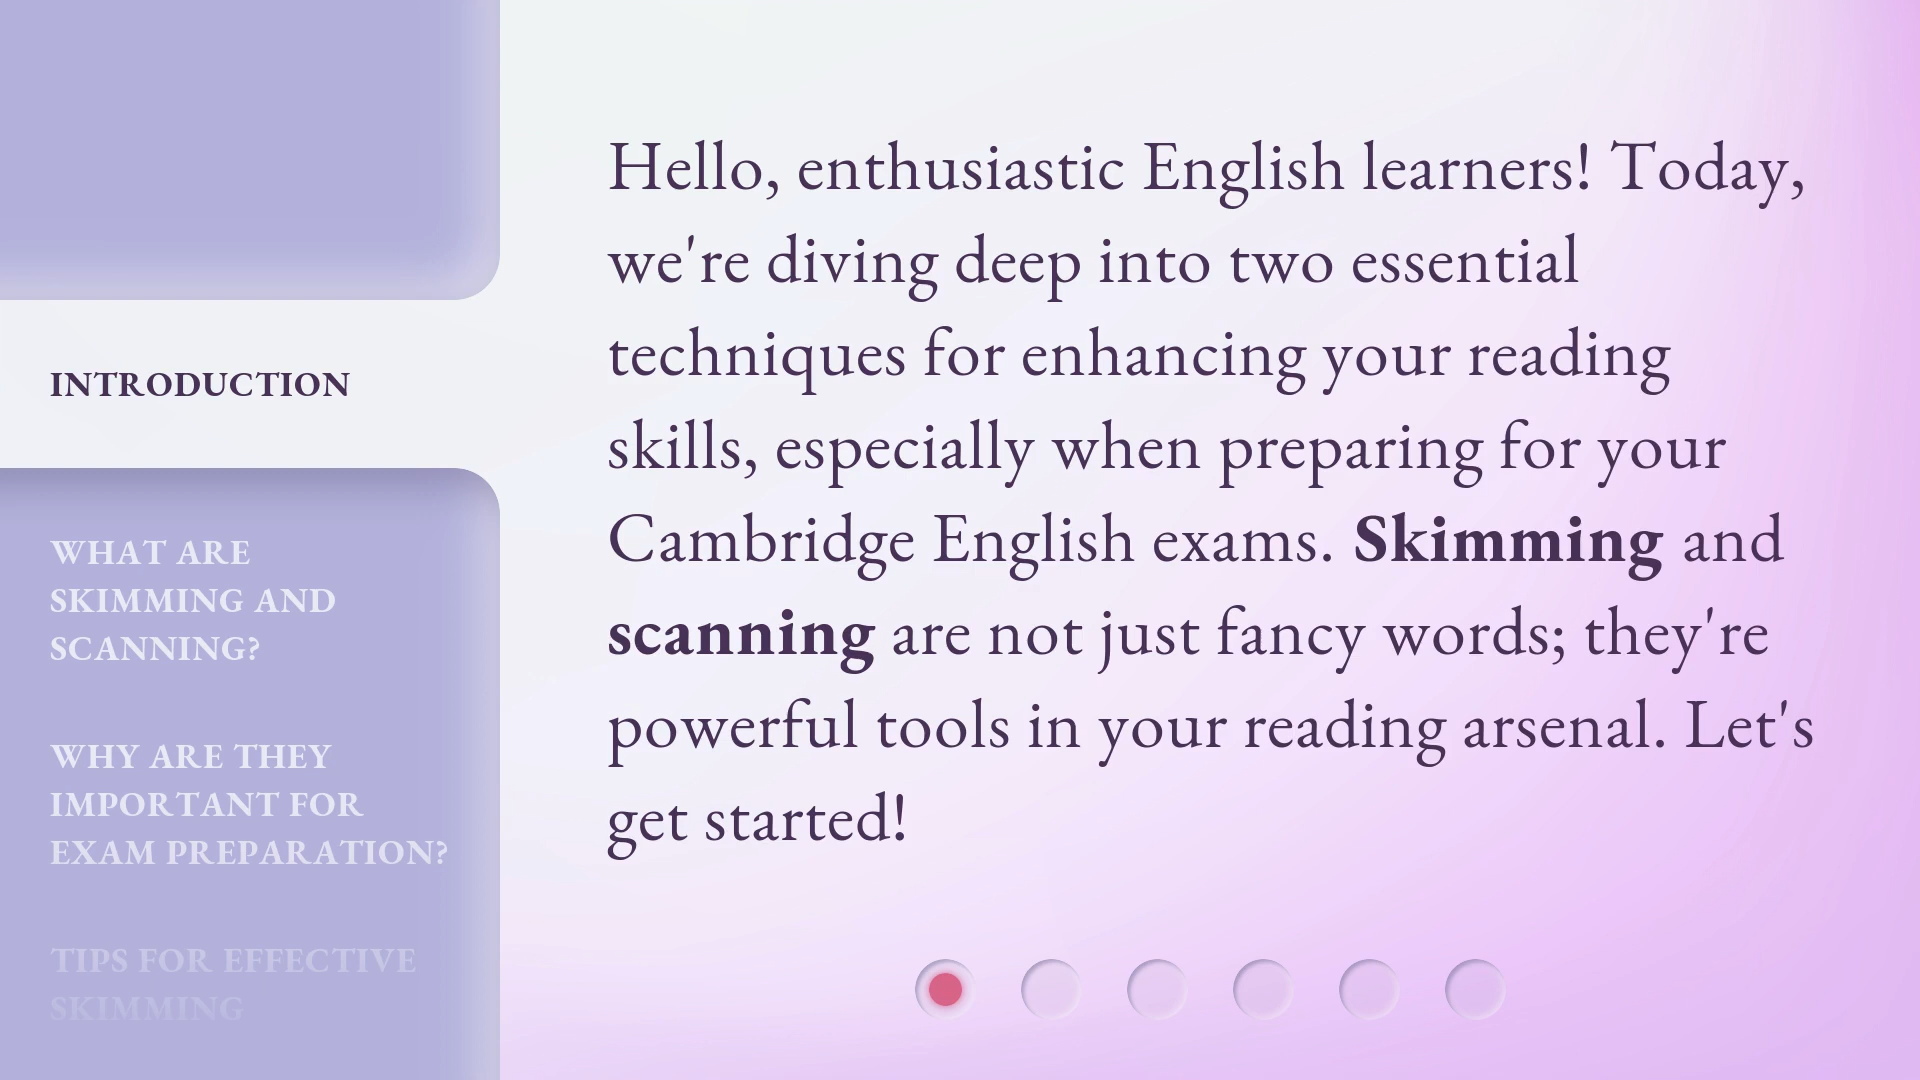 INTRODUCTION
WHAT ARE
SKIMMING AND
SCANNING?
WHY ARE THEY
IMPORTANT FOR
EXAM PREPARATION?
TIPS FOR EFFECTIVE
SKIMMING
Hello, enthusiastic English learners! Today,
we're diving deep into two essential
techniques for enhancing your reading
skills, especially when preparing for your
Cambridge English exams. Skimming and
scanning are not just fancy words; they're
powerful tools in your reading arsenal. Let's
get started!